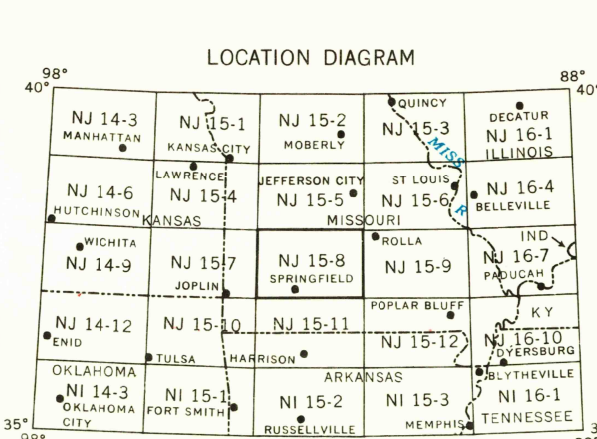 LOCATION DIAGRAM
98°
88°
40°
40°
NJ 14-3
MANHATTAN
NJ 15-1
KANSAS CITY
NJ 15-2
MOBERLY
QUINCY
NJ 15-3
DECATUR
NJ 16-1
ILLINOIS
MISS
R
NJ 14-6
HUTCHINSON
KANSAS
LAWRENCE
NJ 15-4
JEFFERSON CITY
NJ 15-5
MISSOURI
ST LOUIS
NJ 15-6
NJ 16-4
BELLEVILLE
WICHITA
NJ 14-9
NJ 15-7
JOPLIN
NJ 15-8
SPRINGFIELD
ROLLA
NJ 15-9
IND
NJ 16-7
PADUCAH
NJ 14-12
ENID
NJ 15-10
TULSA
NJ 15-11
HARRISON
POPLAR BLUFF
NJ 15-12
KY
NJ 16-10
DYERSBURG
OKLAHOMA
NI 14-3
OKLAHOMA
CITY
NI 15-1
FORT SMITH
ARKANSAS
NI 15-2
RUSSELLVILLE
NI 15-3
MEMPHIS
BLYTHEVILLE
NI 16-1
TENNESSEE
35°